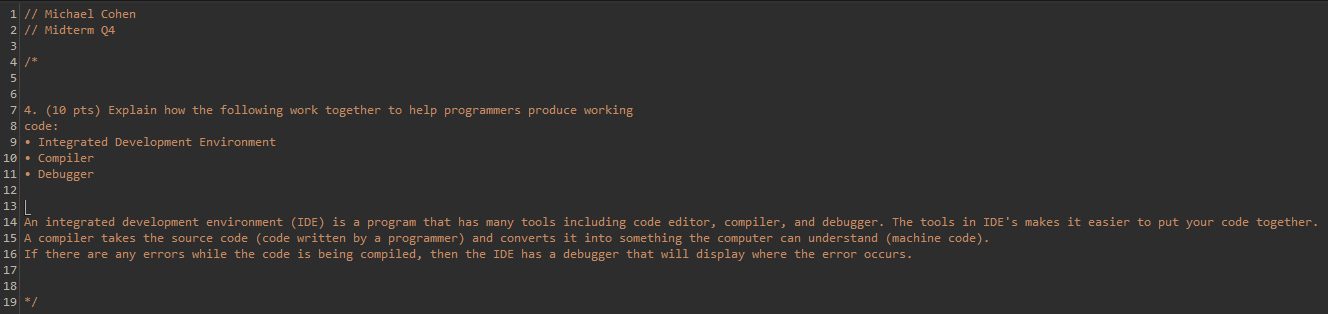 1 // Michael Cohen
2 // Midterm Q4
3
4 /*
5
6
7 4. (10 pts) Explain how the following work together to help programmers produce working
8 code:
9 • Integrated Development Environment
10 • Compiler
11 • Debugger
12
13
14 An integrated development environment (IDE) is a program that has many tools including code editor, compiler, and debugger. The tools in IDE's makes it easier to put your code together.
15 A compiler takes the source code (code written by a programmer) and converts it into something the computer can understand (machine code).
16 If there are any errors while the code is being compiled, then the IDE has a debugger that will display where the error occurs.
17
18
19 */